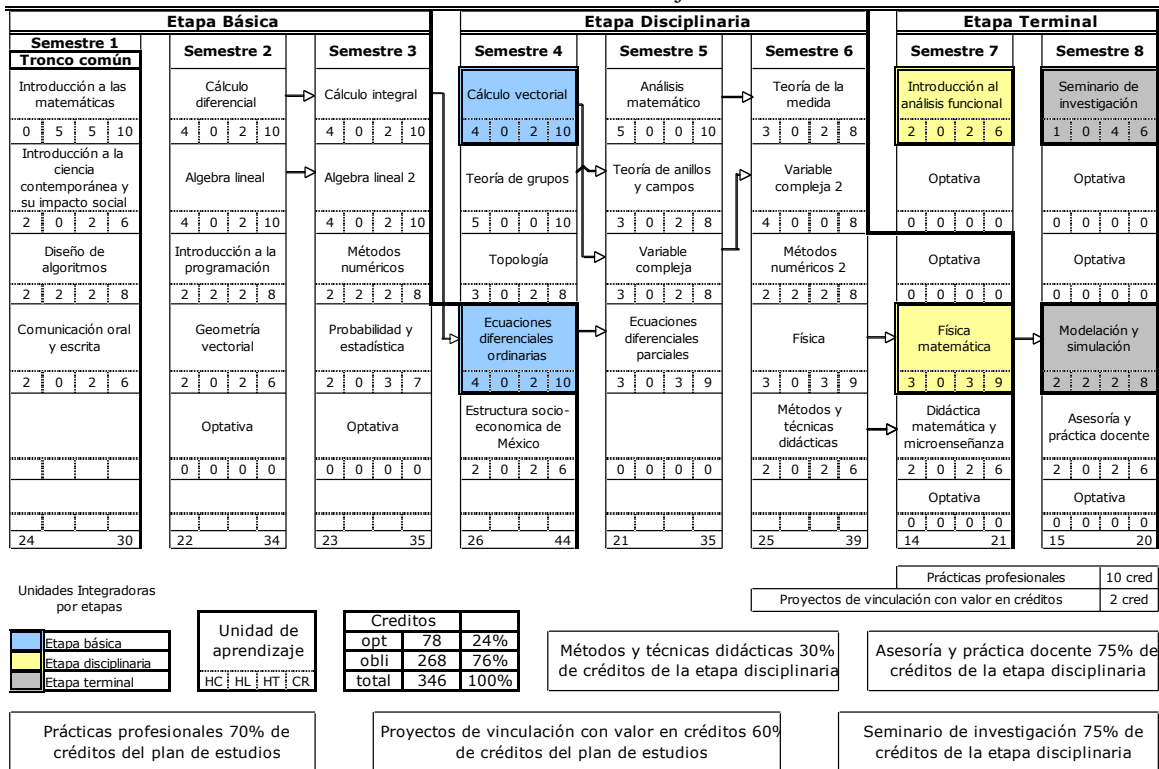 Etapa Básica
Etapa Disciplinaria
Etapa Terminal
Semestre 1
Tronco común
Semestre 2
Semestre 3
Semestre 4
Semestre 5
Semestre 6
Semestre 7
Semestre 8
Introducción a las
matemáticas
0 5 5 10
Cálculo
diferencial
4 0 2 10
Cálculo integral
4 0 2 10
Cálculo vectorial
4 0 2 10
Análisis
matemático
5 0 0 10
Teoría de la
medida
3 0 2 8
Introducción al
análisis funcional
2 0 2 6
Seminario de
investigación
1 0 4 6
Introducción a la
ciencia
contemporánea y
su impacto social
2 0 2 6
Algebra lineal
4 0 2 10
Algebra lineal 2
4 0 2 10
Teoría de grupos
5 0 0 10
Teoría de anillos
y campos
3 0 2 8
Variable
compleja 2
4 0 0 8
Optativa
0 0 0 0
Optativa
0 0 0 0
Diseño de
algoritmos
2 2 2 8
Introducción a la
programación
2 2 2 8
Métodos
numéricos
2 2 2 8
Topología
3 0 2 8
Variable
compleja
3 0 2 8
Métodos
numéricos 2
2 2 2 8
Optativa
0 0 0 0
Optativa
0 0 0 0
Comunicación oral
y escrita
2 0 2 6
Geometría
vectorial
2 0 2 6
Probabilidad y
estadística
2 0 3 7
Ecuaciones
diferenciales
ordinarias
4 0 2 10
Ecuaciones
diferenciales
parciales
3 0 3 9
Física
3 0 3 9
Física
matemática
3 0 3 9
Modelación y
simulación
2 2 2 8
Optativa
0 0 0 0
Optativa
0 0 0 0
Estructura socio-
economica de
México
2 0 2 6
0 0 0 0
Métodos y
técnicas
didácticas
2 0 2 6
Didáctica
matemática y
microenseñanza
2 0 2 6
Asesoría y
práctica docente
2 0 2 6
Optativa
0 0 0 0
Optativa
0 0 0 0
24 30
22 34
23 35
26 44
21 35
25 39
14 21
15 20
Prácticas profesionales 10 cred
Proyectos de vinculación con valor en créditos 2 cred
Unidades Integradoras
por etapas
Etapa básica
Etapa disciplinaria
Etapa terminal
Unidad de
aprendizaje
HC HL HT CR
Creditos
opt 78 24%
obli 268 76%
total 346 100%
Métodos y técnicas didácticas 30%
de créditos de la etapa disciplinaria
Asesoría y práctica docente 75% de
créditos de la etapa disciplinaria
Prácticas profesionales 70% de
créditos del plan de estudios
Proyectos de vinculación con valor en créditos 60%
de créditos del plan de estudios
Seminario de investigación 75% de
créditos de la etapa disciplinaria